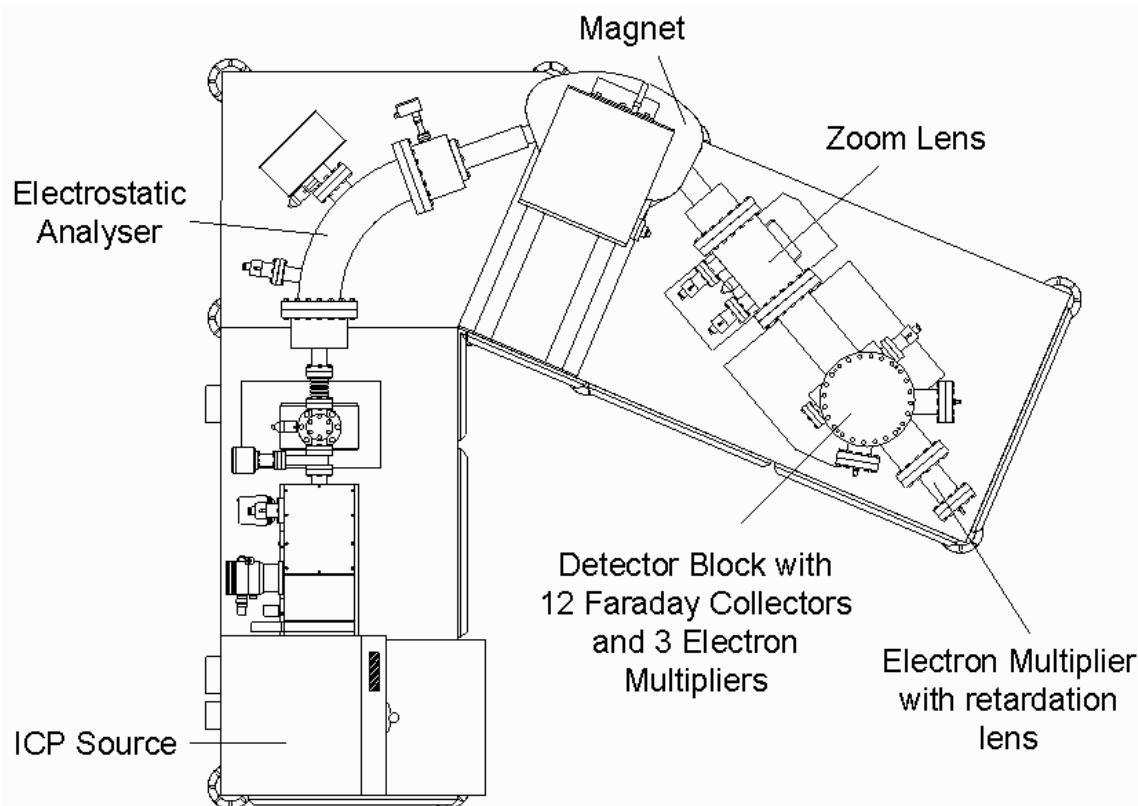 Magnet
Zoom Lens
Electrostatic
Analyser
Detector Block with
12 Faraday Collectors
and 3 Electron
Multipliers
Electron Multiplier
with retardation
lens
ICP Source